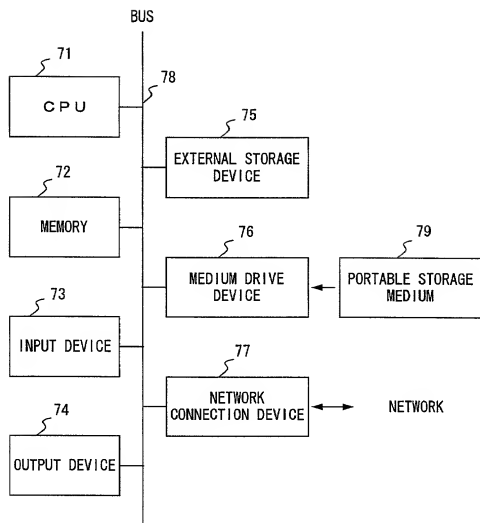 BUS
71
CPU
78
75
EXTERNAL STORAGE
DEVICE
72
MEMORY
76
MEDIUM DRIVE
DEVICE
79
PORTABLE STORAGE
MEDIUM
73
INPUT DEVICE
77
NETWORK
CONNECTION DEVICE
NETWORK
74
OUTPUT DEVICE